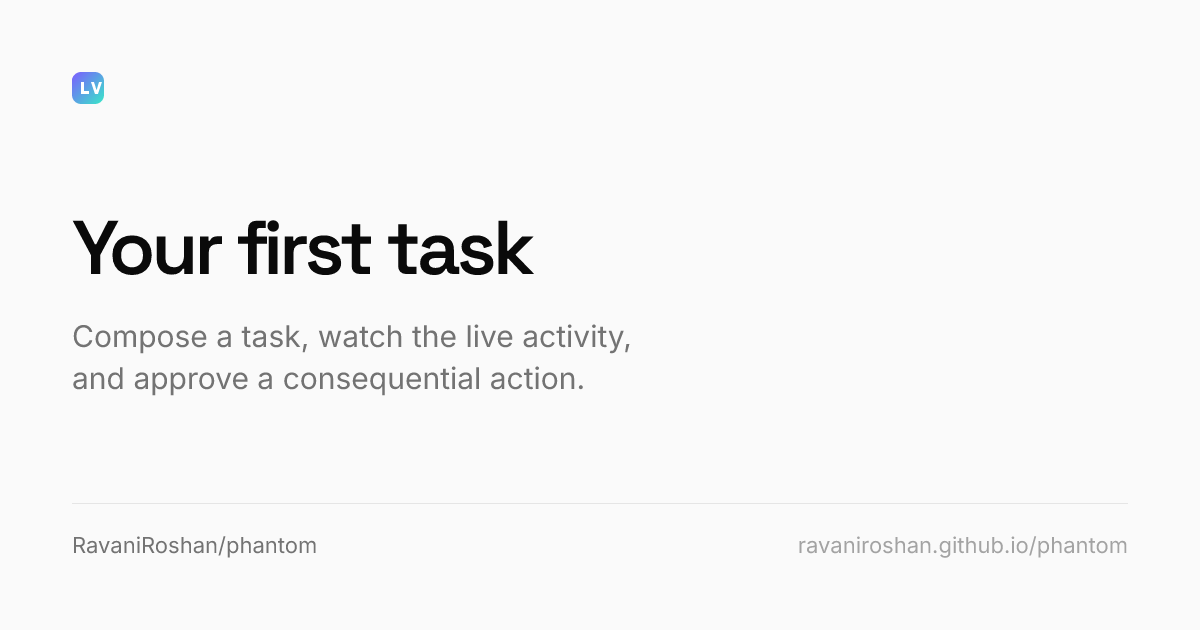 LV
Your first task
Compose a task, watch the live activity,
and approve a consequential action.
RavaniRoshan/phantom
ravaniroshan.github.io/phantom